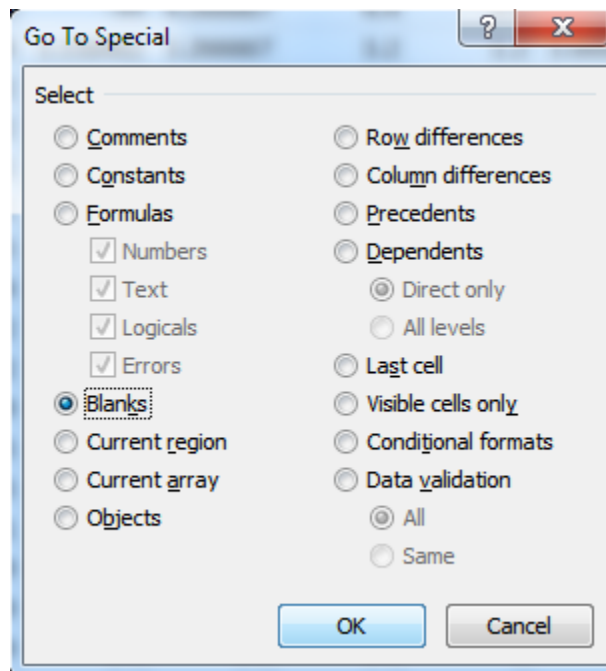 Go To Special
?
X
Select
Comments
Constants
Formulas
Numbers
Text
Logicals
Errors
Blanks
Current region
Current array
Objects
Row differences
Column differences
Precedents
Dependents
Direct only
All levels
Last cell
Visible cells only
Conditional formats
Data validation
All
Same
OK
Cancel